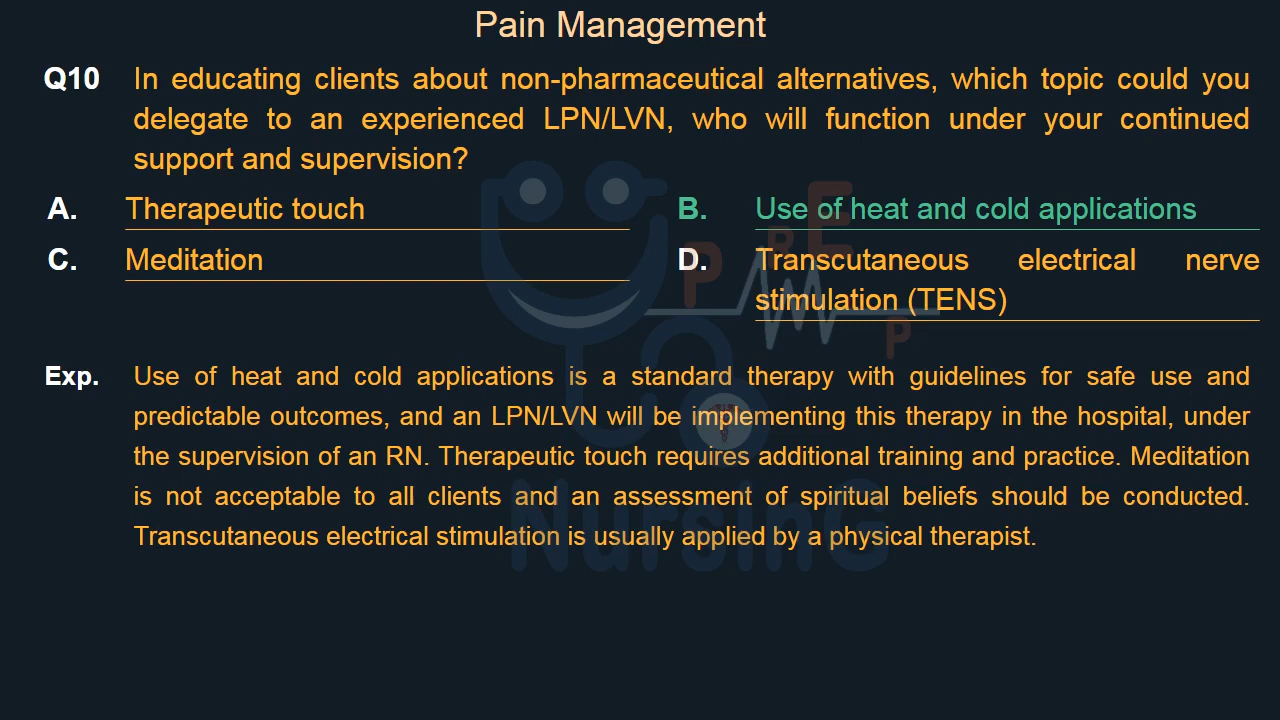 Pain Management
Q10 In educating clients about non-pharmaceutical alternatives, which topic could you
delegate to an experienced LPN/LVN, who will function under your continued
support and supervision?
A. Therapeutic touch
B. Use of heat and cold applications
C. Meditation
D. Transcutaneous electrical nerve
stimulation (TENS)
Exp. Use of heat and cold applications is a standard therapy with guidelines for safe use and
predictable outcomes, and an LPN/LVN will be implementing this therapy in the hospital, under
the supervision of an RN. Therapeutic touch requires additional training and practice. Meditation
is not acceptable to all clients and an assessment of spiritual beliefs should be conducted.
Transcutaneous electrical stimulation is usually applied by a physical therapist.
PREP
NursinG